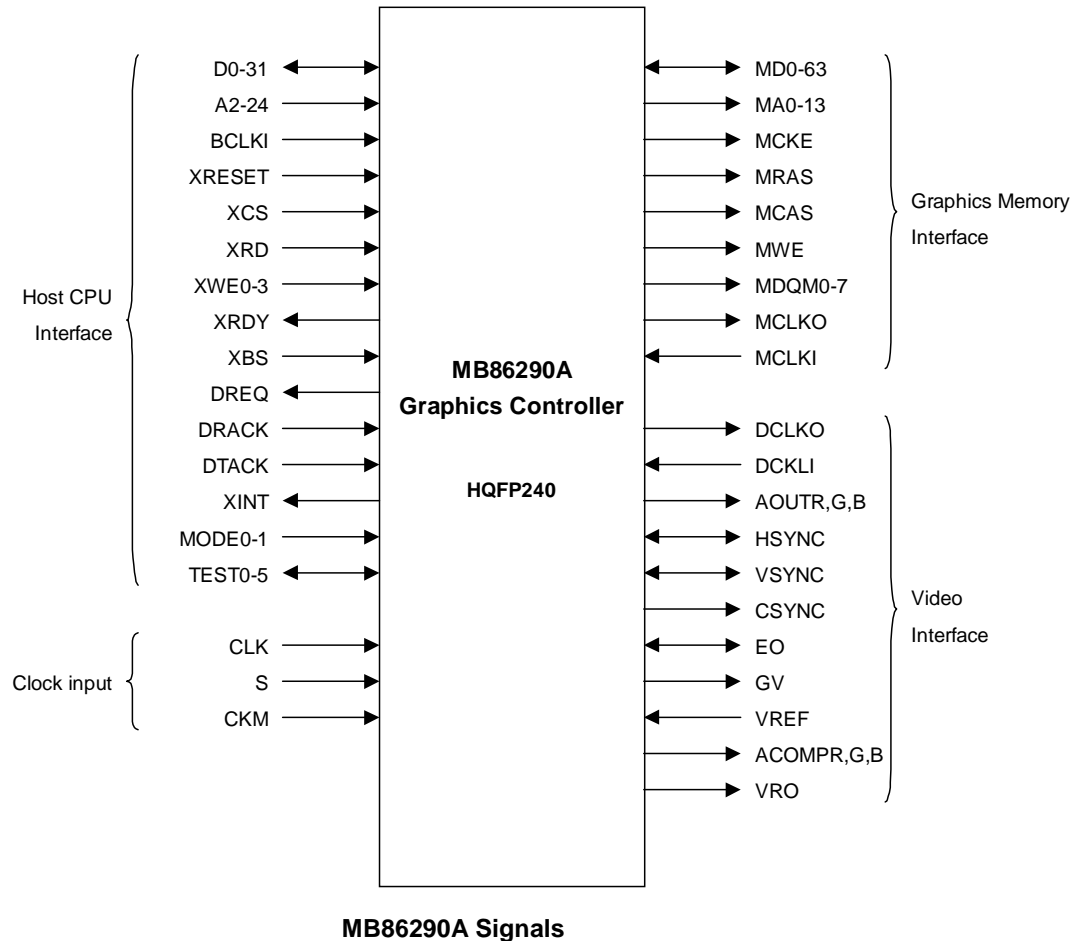 D0-31
A2-24
BCLKI
XRESET
XCS
XRD
XWE0-3
XRDY
XBS
DREQ
DRACK
DTACK
XINT
MODE0-1
TEST0-5
Host CPU
Interface
CLK
S
CKM
Clock input
MB86290A
Graphics Controller
HQFP240
MD0-63
MA0-13
MCKE
MRAS
MCAS
MWE
MDQM0-7
MCLKO
MCLKI
Graphics Memory
Interface
DCLKO
DCKLI
AOUTR,G,B
HSYNC
VSYNC
CSYNC
EO
GV
VREF
ACOMPR,G,B
VRO
Video
Interface
MB86290A Signals